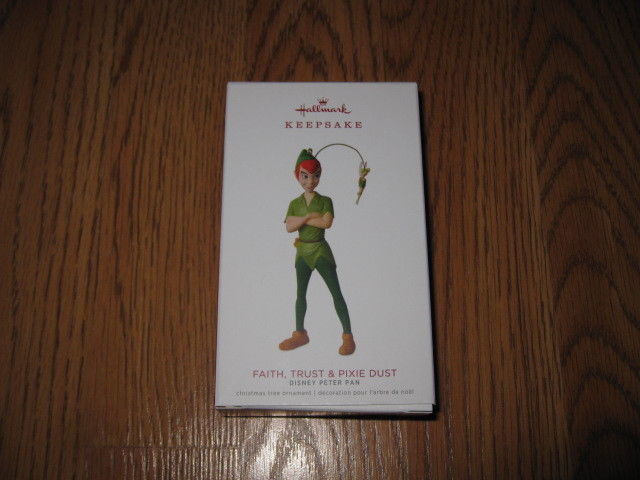 Hallmark
KEEPSAKE
FAITH, TRUST & PIXIE DUST
DISNEY PETER PAN
christmas tree ornament | décoration pour l'arbre de noël